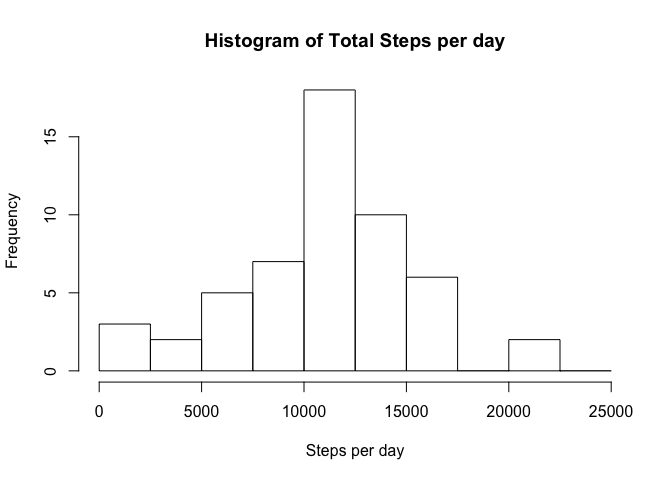 Histogram of Total Steps per day
Frequency
15
10
5
0
0 5000 10000 15000 20000 25000
Steps per day